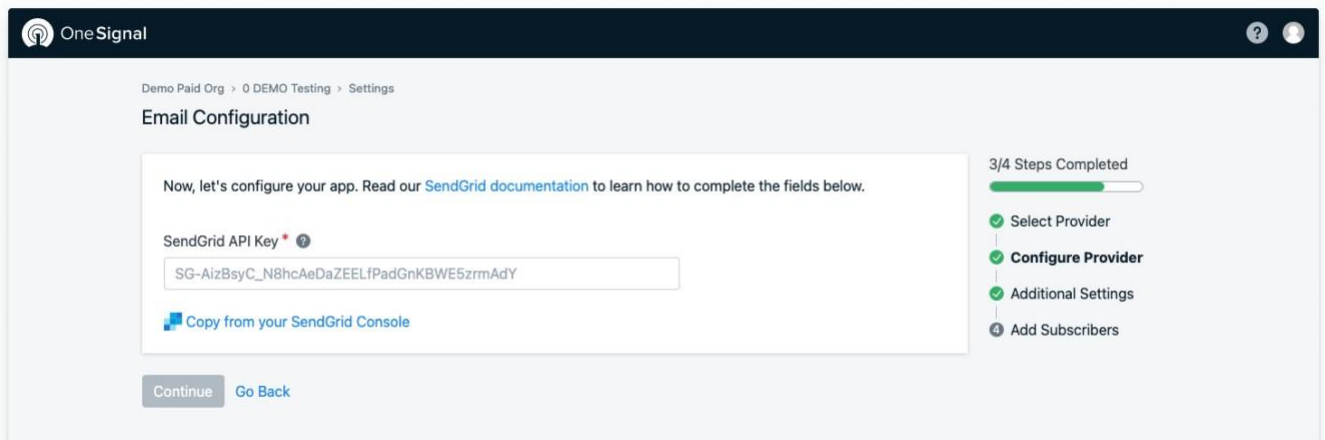 OneSignal
?
Demo Paid Org > 0 DEMO Testing > Settings
Email Configuration
Now, let's configure your app. Read our SendGrid documentation to learn how to complete the fields below.
SendGrid API Key * ?
SG-AizBsyC_N8hcAeDaZEELfPadGnKBWE5zrmAdY
Copy from your SendGrid Console
Continue Go Back
3/4 Steps Completed
Select Provider
Configure Provider
Additional Settings
4 Add Subscribers